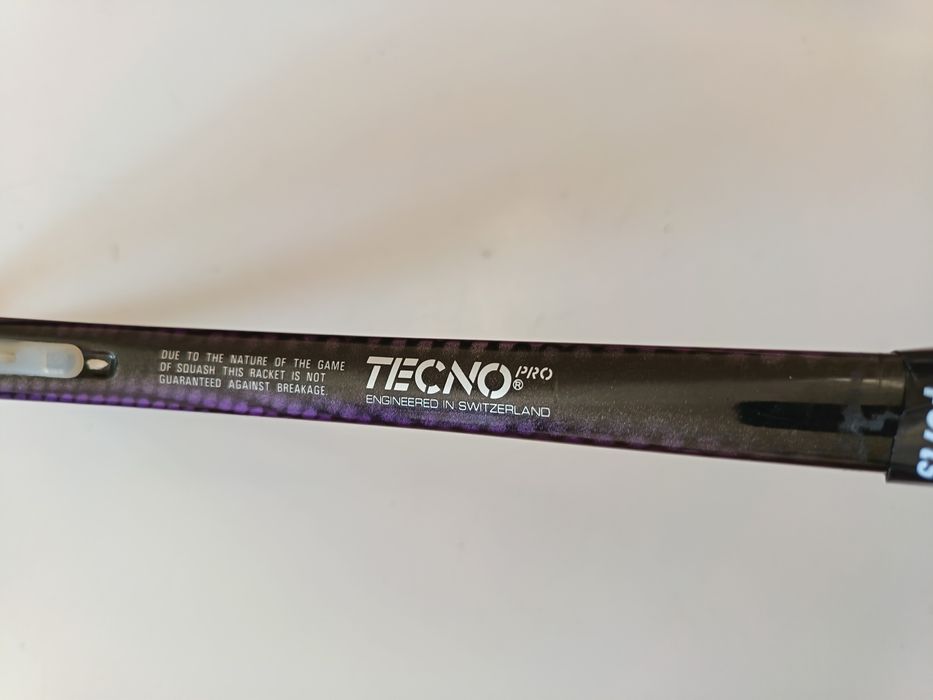 DUE TO THE NATURE OF THE GAME
OF SQUASH THIS RACKET IS NOT
GUARANTEED AGAINST BREAKAGE.
TECNO PRO ®
ENGINEERED IN SWITZERLAND